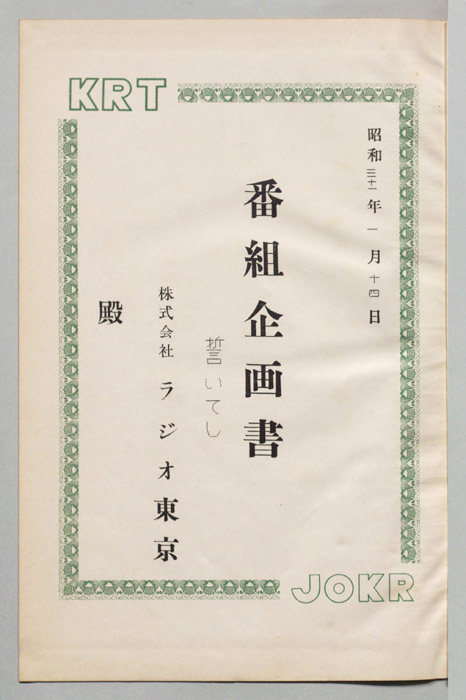 KRT
昭和三十一年一月十四日
番組企画書
誓いてし
株式会社 ラジオ東京
殿
JOKR